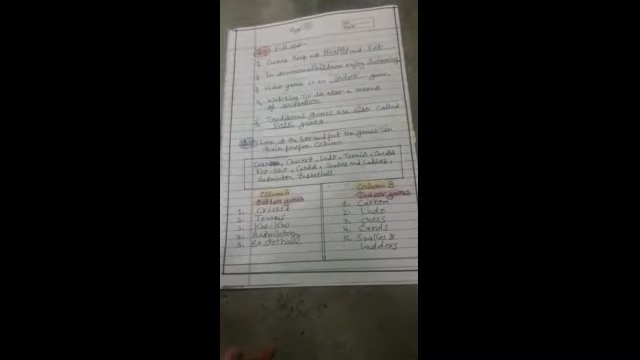 Fill ups -
1. Games keep us Healthy and Fit
2. In summers children enjoy Swimming
3. Video game is an indoor game.
4. Watching TV is also a means
of recreation
5. Traditional games are also called
games
Look at the box and put the games in
their proper column.
Carrom, Cricket, Ludo, Tennis, Chess
Kho-Kho, Cards, Snakes and Ladders,
Badminton, Basketball
Column A
Outdoor games
1. Cricket
2. Tennis
3. Kho-Kho
4. Badminton
5. Basketball
Column B
Indoor games
1. Carrom
2. Ludo
3. Chess
4. Cards
5. Snakes &
Ladders